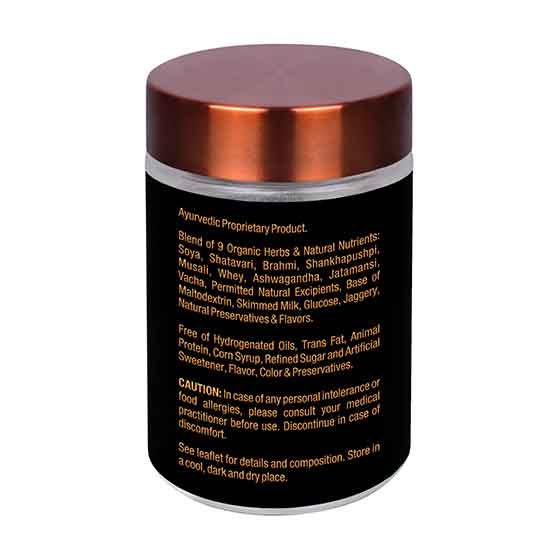 Ayurvedic Proprietary Product.
Blend of 9 Organic Herbs & Natural Nutrients:
Soya, Shatavari, Brahmi, Shankhapushpi,
Musali, Whey, Ashwagandha, Jatamansi,
Vacha, Permitted Natural Excipients, Base of
Maltodextrin, Skimmed Milk, Glucose, Jaggery,
Natural Preservatives & Flavors.
Free of Hydrogenated Oils, Trans Fat, Animal
Protein, Corn Syrup, Refined Sugar and Artificial
Sweetener, Flavor, Color & Preservatives.
CAUTION: In case of any personal intolerance or
food allergies, please consult your medical
practitioner before use. Discontinue in case of
discomfort.
See leaflet for details and composition. Store in
a cool, dark and dry place.